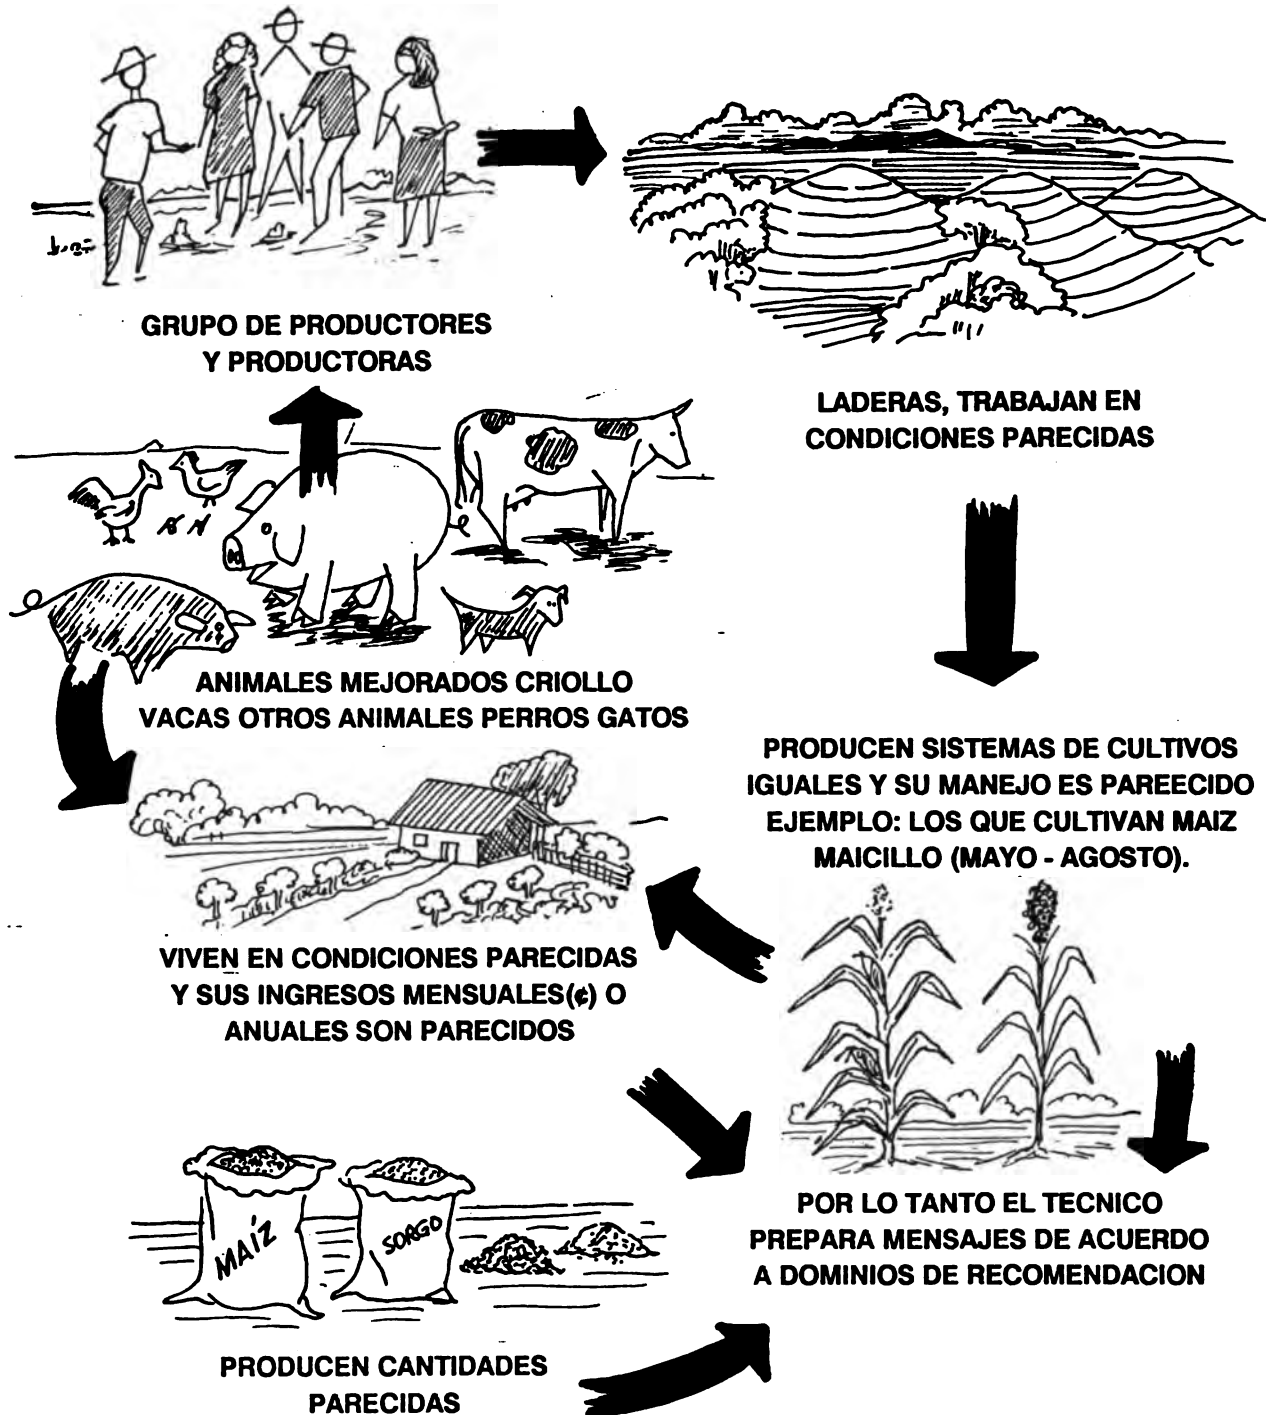 GRUPO DE PRODUCTORES
Y PRODUCTORAS
LADERAS, TRABAJAN EN
CONDICIONES PARECIDAS
ANIMALES MEJORADOS CRIOLLO
VACAS OTROS ANIMALES PERROS GATOS
PRODUCEN SISTEMAS DE CULTIVOS
IGUALES Y SU MANEJO ES PAREECIDO
EJEMPLO: LOS QUE CULTIVAN MAIZ
MAICILLO (MAYO - AGOSTO).
VIVEN EN CONDICIONES PARECIDAS
Y SUS INGRESOS MENSUALES(¢) O
ANUALES SON PARECIDOS
MAÍZ
SORGO
POR LO TANTO EL TECNICO
PREPARA MENSAJES DE ACUERDO
A DOMINIOS DE RECOMENDACION
PRODUCEN CANTIDADES
PARECIDAS